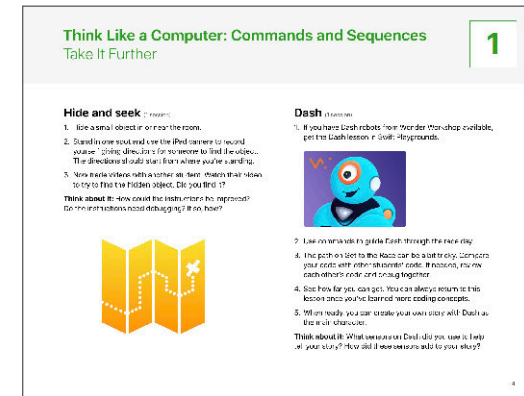 Think Like a Computer: Commands and Sequences
Take It Further
1
Hide and seek (1 session)
1. Hide a small object in or near the room.
2. Stand in one spot and use the iPad camera to record
yourself giving directions for someone to find the object.
The directions should start from where you're standing.
3. Now trade videos with another student. Watch their video
to try to find the hidden object. Did you find it?
Think about it: How could the instructions be improved?
Do the instructions need debugging? If so, how?
Dash (1 session)
1. If you have Dash robots from Wonder Workshop available,
get the Dash lesson in Swift Playgrounds.
2. Use commands to guide Dash through the race day.
3. The path on Get to the Race can be a bit tricky. Compare
your code with other students' code. If needed, review
each other's code and debug together.
4. See how far you can get. You can always return to this
lesson once you've learned more coding concepts.
5. When ready, you can create your own story with Dash as
the main character.
Think about it: What sensors on Dash did you use to help
tell your story? How did these sensors add to your story?